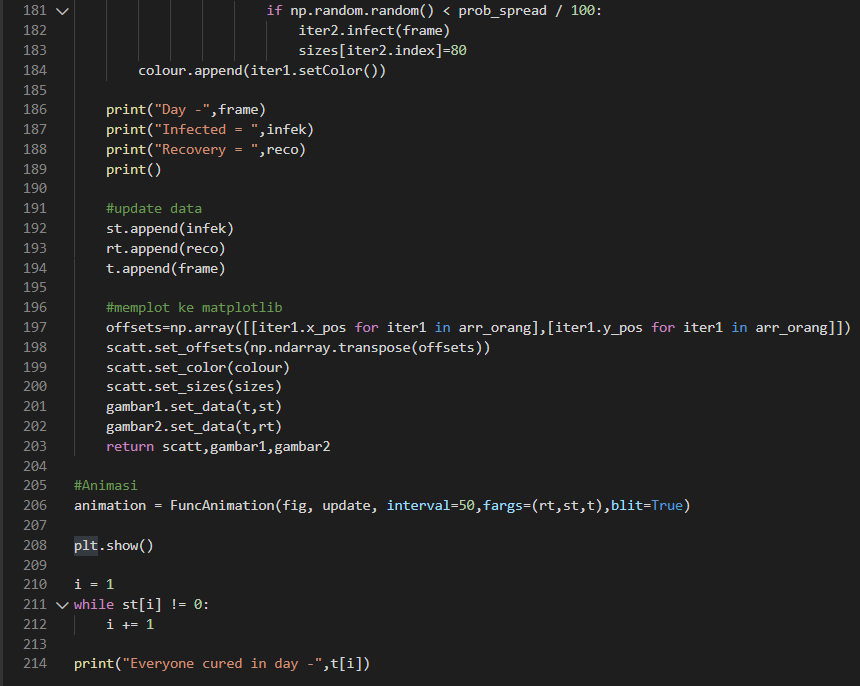 181 if np.random.random() < prob_spread / 100:
182 iter2.infect(frame)
183 sizes[iter2.index]=80
184 colour.append(iter1.setColor())
185
186 print("Day -",frame)
187 print("Infected = ",infek)
188 print("Recovery = ",reco)
189 print()
190
191 #update data
192 st.append(infek)
193 rt.append(reco)
194 t.append(frame)
195
196 #memplot ke matplotlib
197 offsets=np.array([[iter1.x_pos for iter1 in arr_orang],[iter1.y_pos for iter1 in arr_orang]])
198 scatt.set_offsets(np.ndarray.transpose(offsets))
199 scatt.set_color(colour)
200 scatt.set_sizes(sizes)
201 gambar1.set_data(t,st)
202 gambar2.set_data(t,rt)
203 return scatt,gambar1,gambar2
204
205 #Animasi
206 animation = FuncAnimation(fig, update, interval=50,fargs=(rt,st,t),blit=True)
207
208 plt.show()
209
210 i = 1
211 while st[i] != 0:
212 i += 1
213
214 print("Everyone cured in day -",t[i])